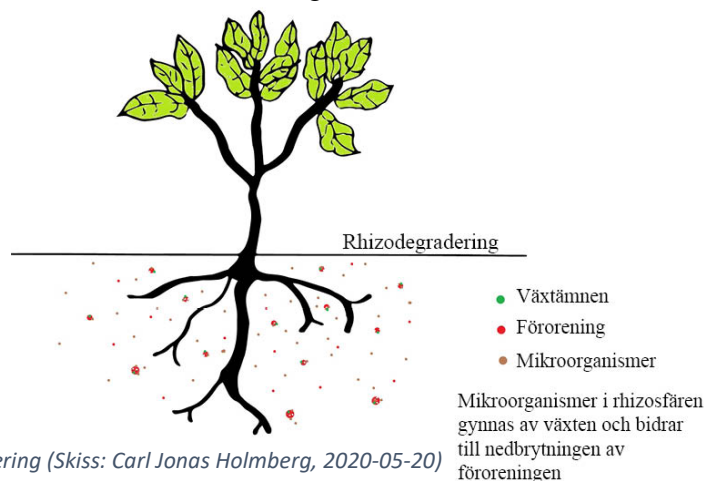 Rhizodegradering
Växtämnen
Förorening
Mikroorganismer
Mikroorganismer i rhizosfären
gynnas av växten och bidrar
till nedbrytningen av
föroreningen
ering (Skiss: Carl Jonas Holmberg, 2020-05-20)